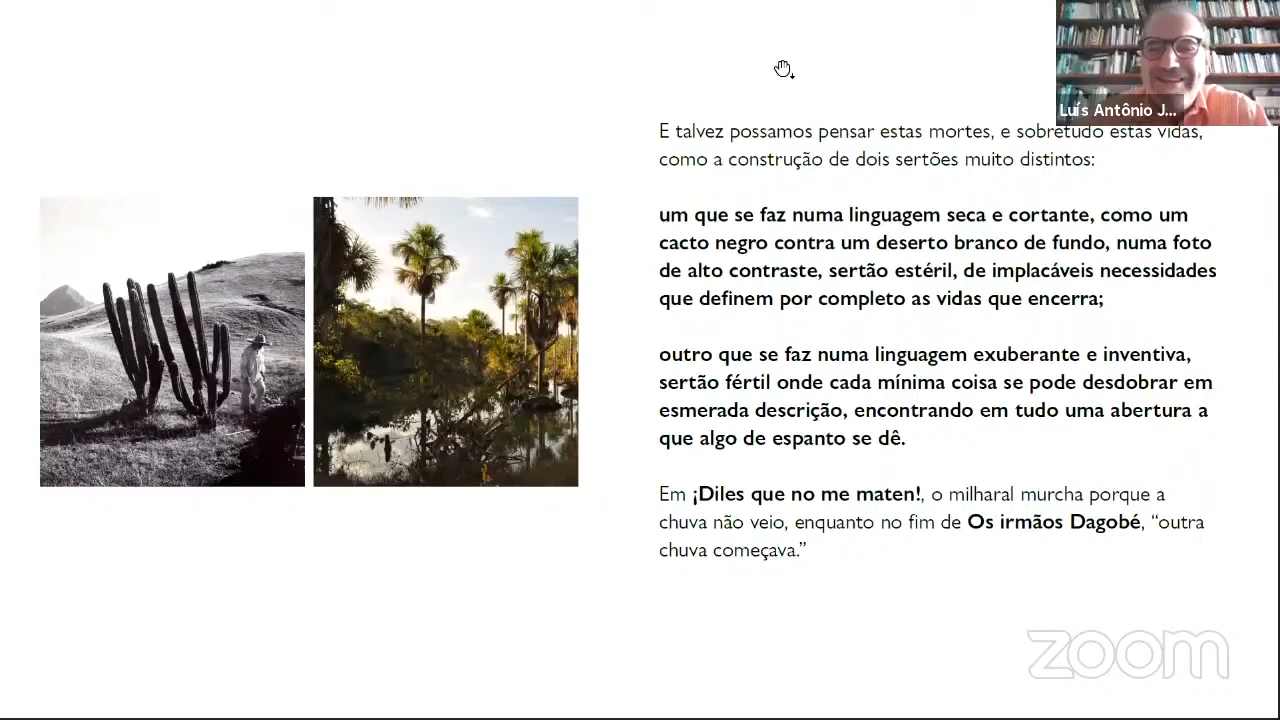 Luís Antônio J...
E talvez possamos pensar estas mortes, e sobretudo estas vidas,
como a construção de dois sertões muito distintos:
um que se faz numa linguagem seca e cortante, como um
cacto negro contra um deserto branco de fundo, numa foto
de alto contraste, sertão estéril, de implacáveis necessidades
que definem por completo as vidas que encerra;
outro que se faz numa linguagem exuberante e inventiva,
sertão fértil onde cada mínima coisa se pode desdobrar em
esmerada descrição, encontrando em tudo uma abertura a
que algo de espanto se dê.
Em ¡Diles que no me maten!, o milharal murcha porque a
chuva não veio, enquanto no fim de Os irmãos Dagobé, “outra
chuva começava.”
zoom